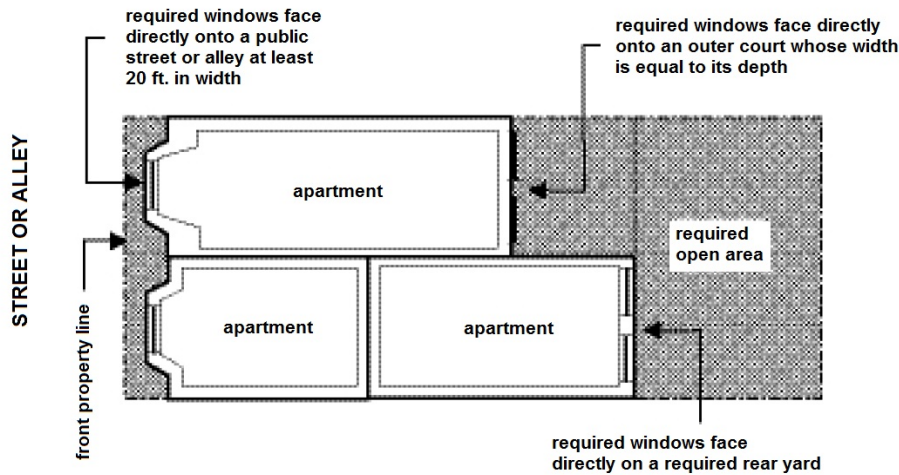 required windows face
directly onto a public
street or alley at least
20 ft. in width
required windows face directly
onto an outer court whose width
is equal to its depth
STREET OR ALLEY
apartment
required
open area
apartment
apartment
front property line
required windows face
directly on a required rear yard